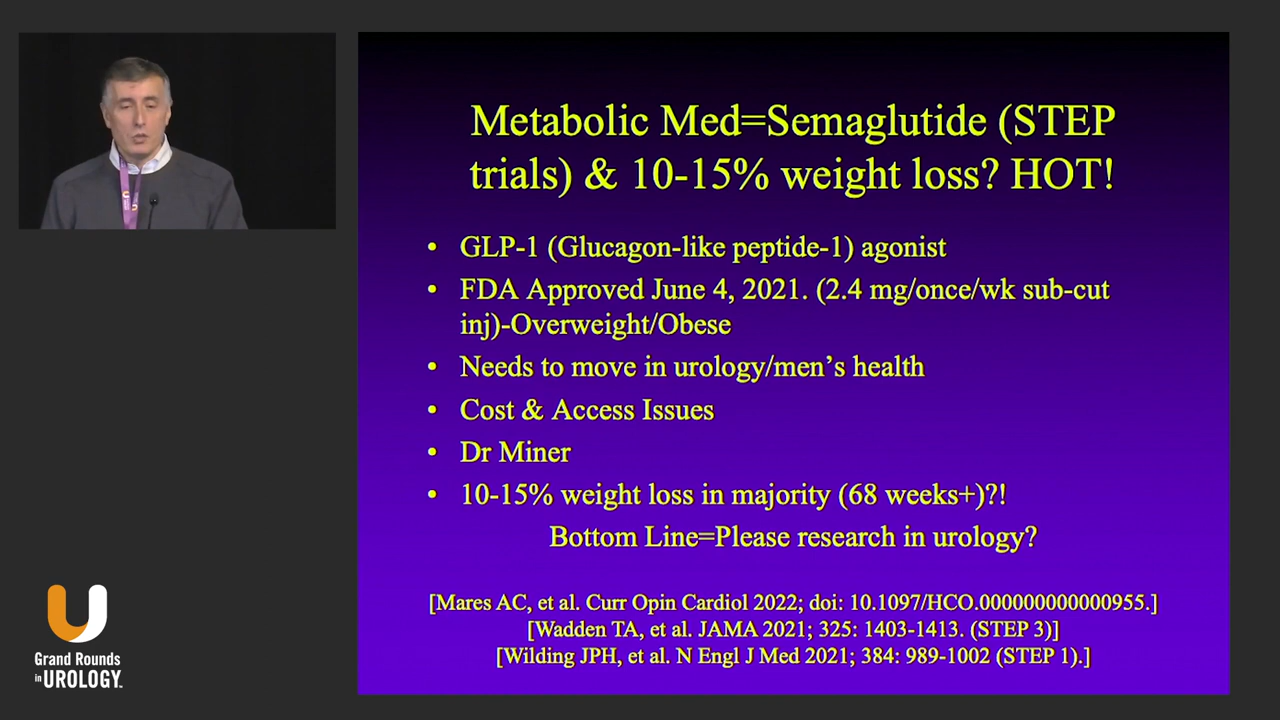 Metabolic Med=Semaglutide (STEP
trials) & 10-15% weight loss? HOT!
• GLP-1 (Glucagon-like peptide-1) agonist
• FDA Approved June 4, 2021. (2.4 mg/once/wk sub-cut
inj)-Overweight/Obese
• Needs to move in urology/men’s health
• Cost & Access Issues
• Dr Miner
• 10-15% weight loss in majority (68 weeks+)?!
Bottom Line=Please research in urology?
[Mares AC, et al. Curr Opin Cardiol 2022; doi: 10.1097/HCO.000000000000955.]
[Wadden TA, et al. JAMA 2021; 325: 1403-1413. (STEP 3)]
[Wilding JPH, et al. N Engl J Med 2021; 384: 989-1002 (STEP 1).]
Grand Rounds
in UROLOGY™